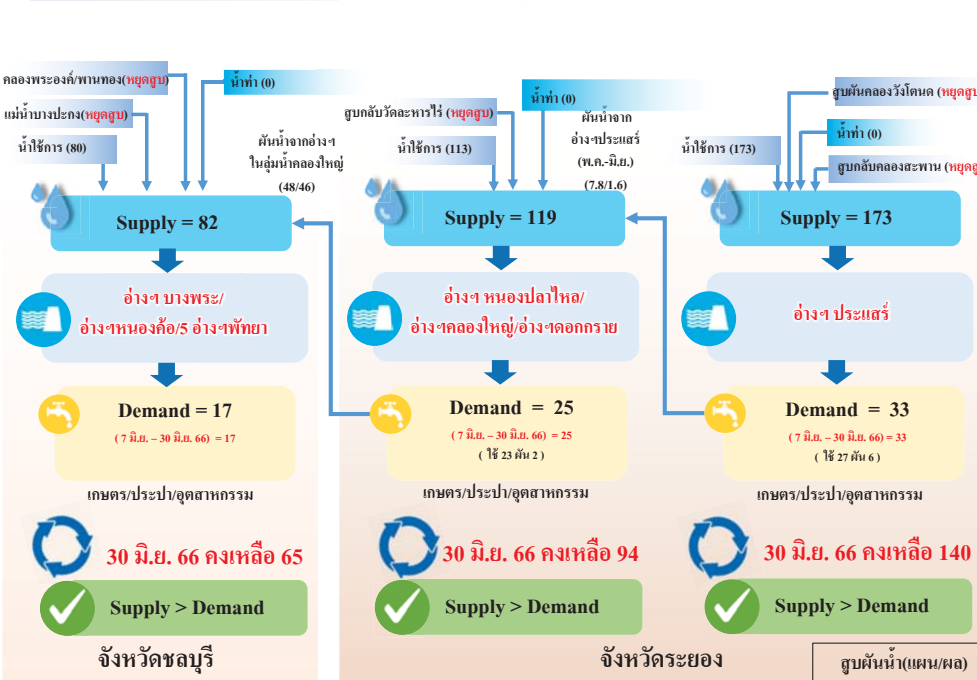 คลองพระองค์/พานทอง(หยุดสูบ)
น้ำท่า (0)
แม่น้ำบางปะกง(หยุดสูบ)
น้ำใช้การ (80)
ผันน้ำจากอ่างฯ
ในลุ่มน้ำคลองใหญ่
(48/46)
Supply = 82
อ่างฯ บางพระ/
อ่างฯหนองค้อ/5 อ่างฯพัทยา
Demand = 17
( 7 มิ.ย. – 30 มิ.ย. 66) = 17
เกษตร/ประปา/อุตสาหกรรม
30 มิ.ย. 66 คงเหลือ 65
Supply > Demand
จังหวัดชลบุรี
น้ำท่า (0)
สูบกลับวัดละหารไร่ (หยุดสูบ)
น้ำใช้การ (113)
ผันน้ำจาก
อ่างฯประแสร์
(พ.ค.-มิ.ย.)
(7.8/1.6)
Supply = 119
อ่างฯ หนองปลาไหล/
อ่างฯคลองใหญ่/อ่างฯดอกกราย
Demand = 25
( 7 มิ.ย. – 30 มิ.ย. 66) = 25
( ใช้ 23 ผัน 2 )
เกษตร/ประปา/อุตสาหกรรม
30 มิ.ย. 66 คงเหลือ 94
Supply > Demand
สูบผันคลองวังโตนด (หยุดสูบ
น้ำท่า (0)
น้ำใช้การ (173)
สูบกลับคลองสะพาน (หยุดสู
Supply = 173
อ่างฯ ประแสร์
Demand = 33
( 7 มิ.ย. – 30 มิ.ย. 66) = 33
( ใช้ 27 ผัน 6 )
เกษตร/ประปา/อุตสาหกรรม
30 มิ.ย. 66 คงเหลือ 140
Supply > Demand
จังหวัดระยอง
สูบผันน้ำ(แผน/ผล)